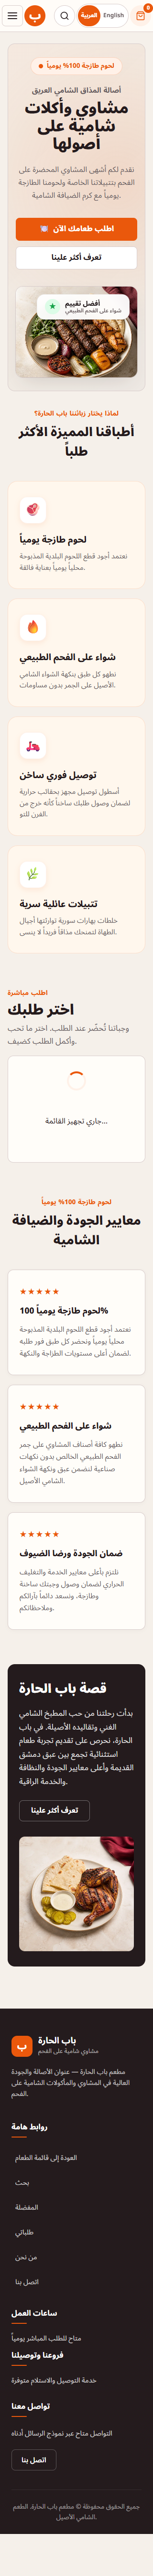 ب
العربية
English
0
لحوم طازجة 100% يومياً
أصالة المذاق الشامي العريق
مشاوي وأكلات
شامية على
أصولها
نقدم لكم أشهى المشاوي الشامية
بتتبيلاتنا الخاصة ولحومنا الطازجة
يومياً، مع كرم الضيافة الشامية.
اطلب طعامك الآن
تعرف أكثر علينا
أفضل تقييم
شواء على الفحم الطبيعي
لماذا يختار زبائننا باب الحارة؟
أطباقنا المميزة الأكثر
طلباً
لحوم طازجة يومياً
نعتمد أجود قطع اللحوم البلدية المذبوحة
محلياً يومياً بعناية فائقة.
شواء على الفحم الطبيعي
نطهو كل طبق بنكهة الشواء الشامي
الأصيل على الجمر بدون مساومات.
توصيل فوري ساخن
أسطول توصيل مجهز بحقائب حرارية
لضمان وصول طبقك ساخناً كأنه خرج من
الفرن للتو.
تتبيلات عائلية سرية
خلطات بهارات سورية توارثها أجيال
الطهاة لتمنحك مذاقاً فريداً لا ينسى.
اطلب مباشرة
اختر طلبك
وجباتنا تُحضّر عند الطلب. اختر ما تحب
وأكمل الطلب كضيف.
جاري تجهيز القائمة...
لحوم طازجة 100% يومياً
معايير الجودة والضيافة
الشامية
★★★★★
لحوم طازجة يومياً 100%
نعتمد أجود قطع اللحوم البلدية المذبوحة
محلياً يومياً ونحضر كل طبق فور طلبه
لضمان أعلى مستويات الطزاجة والنكهة.
★★★★★
شواء على الفحم الطبيعي
نطهو كافة أصناف المشاوي على جمر
الفحم الطبيعي الخالص بدون نكهات
صناعية لنضمن عبق ونكهة الشواء
الشامي الأصيل.
★★★★★
ضمان الجودة ورضا الضيوف
نلتزم بأعلى معايير الخدمة والتغليف
الحراري لضمان وصول وجبتك ساخنة
وطازجة، ونسعد دائماً بآرائكم
وملاحظاتكم.
قصة باب الحارة
بدأت رحلتنا من حب المطبخ الشامي
الغني وتقاليده الأصيلة. في باب
الحارة، نحرص على تقديم تجربة طعام
استثنائية تجمع بين عبق دمشق
القديمة وأعلى معايير الجودة والنظافة
والخدمة الراقية.
تعرف أكثر علينا
ب
باب الحارة
مشاوي شامية على الفحم
مطعم باب الحارة — عنوان الأصالة والجودة
العالية في المشاوي والمأكولات الشامية على
الفحم.
روابط هامة
العودة إلى قائمة الطعام
بحث
المفضلة
طلباتي
من نحن
اتصل بنا
ساعات العمل
متاح للطلب المباشر يومياً
فروعنا وتوصيلنا
خدمة التوصيل والاستلام متوفرة
تواصل معنا
التواصل متاح عبر نموذج الرسائل أدناه
اتصل بنا
جميع الحقوق محفوظة © مطعم باب الحارة. الطعم
الشامي الأصيل.